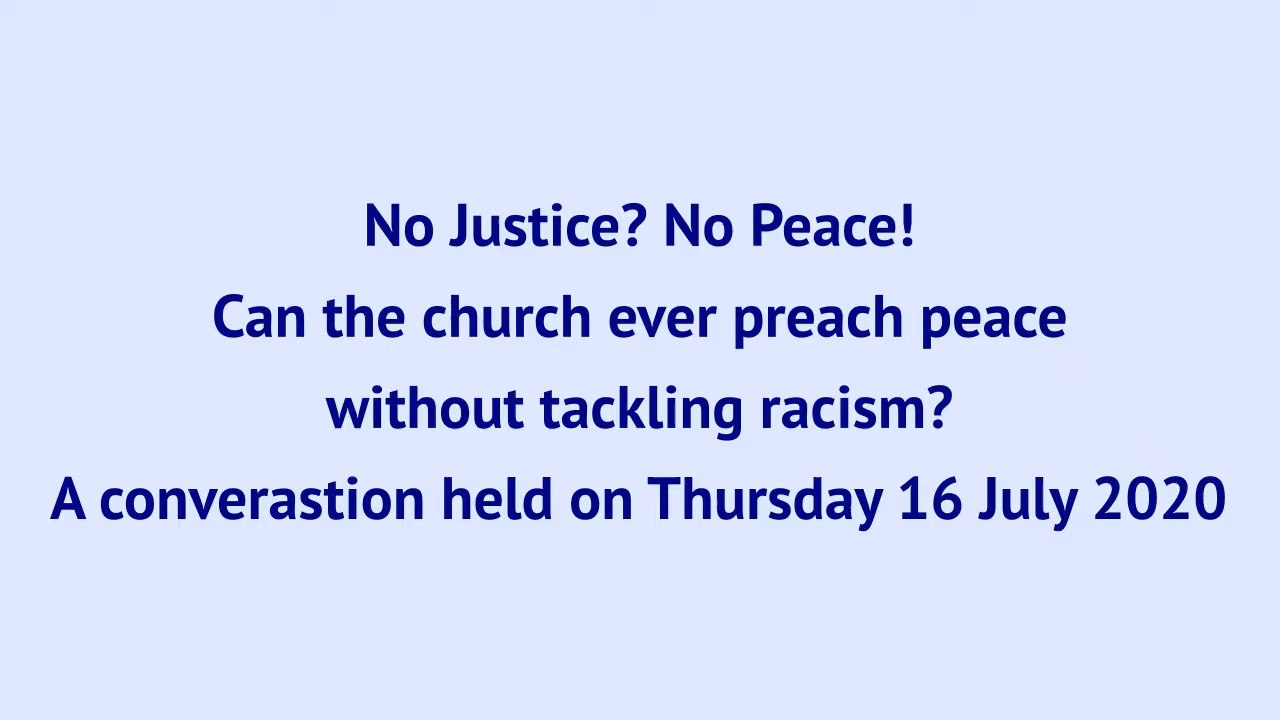 No Justice? No Peace!
Can the church ever preach peace
without tackling racism?
A converastion held on Thursday 16 July 2020